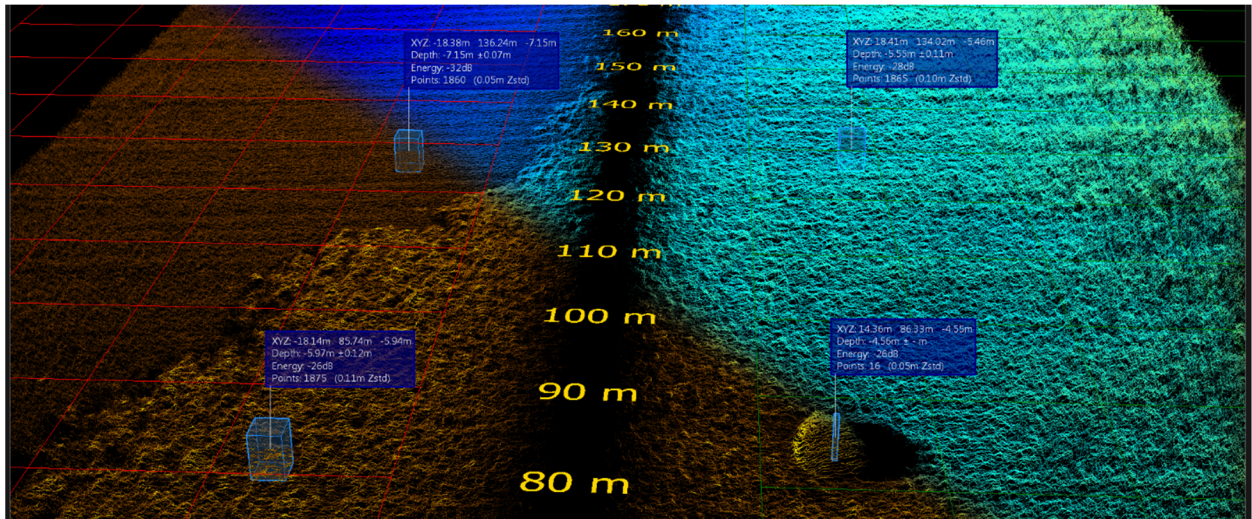 160 m
XYZ: -18.38m 136.24m -7.15m
Depth: -7.15m ±0.07m
Energy: -32dB
Points: 1860 (0.05m Zstd)
XYZ: 18.41m 134.02m -5.46m
Depth: -5.55m ±0.11m
Energy: -28dB
Points: 1865 (0.10m Zstd)
150 m
140 m
130 m
120 m
110 m
100 m
XYZ: -18.14m 85.74m -5.94m
Depth: -5.97m ±0.12m
Energy: -26dB
Points: 1875 (0.11m Zstd)
XYZ: 14.36m 86.33m -4.55m
Depth: -4.56m ± - m
Energy: -26dB
Points: 16 (0.05m Zstd)
90 m
80 m